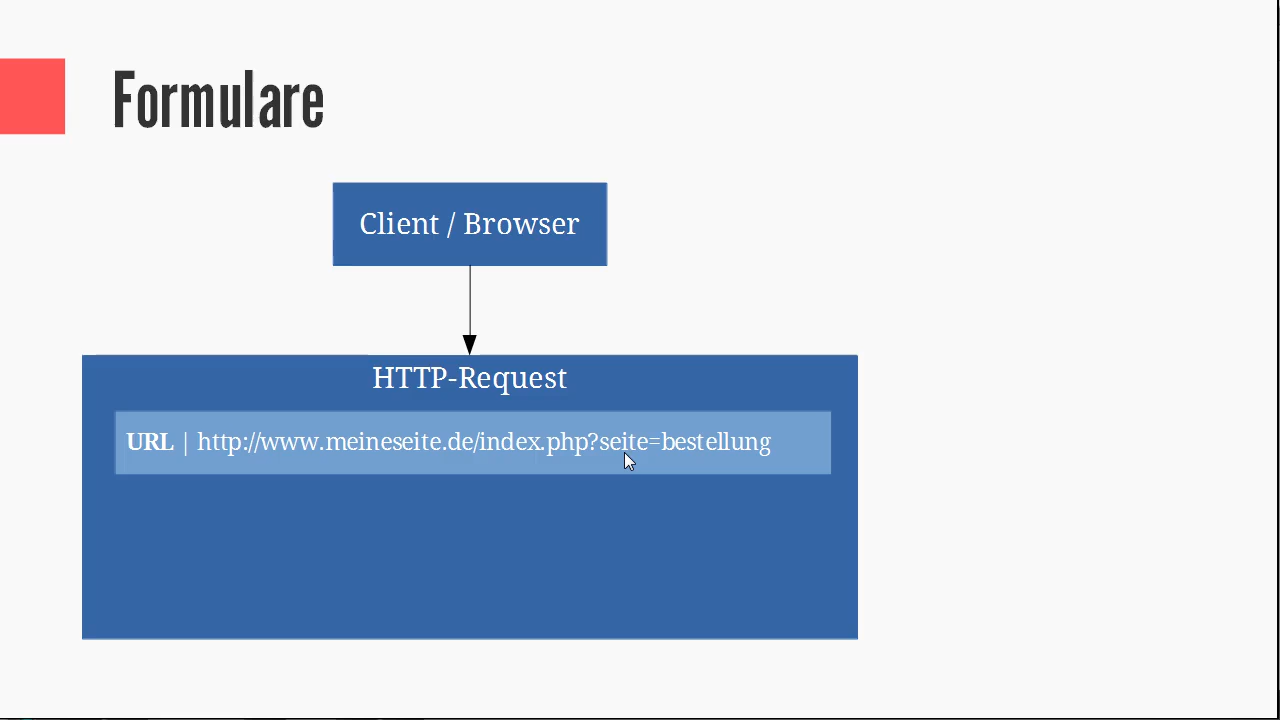 Formulare
Client / Browser
HTTP-Request
URL | http://www.meineseite.de/index.php?seite=bestellung